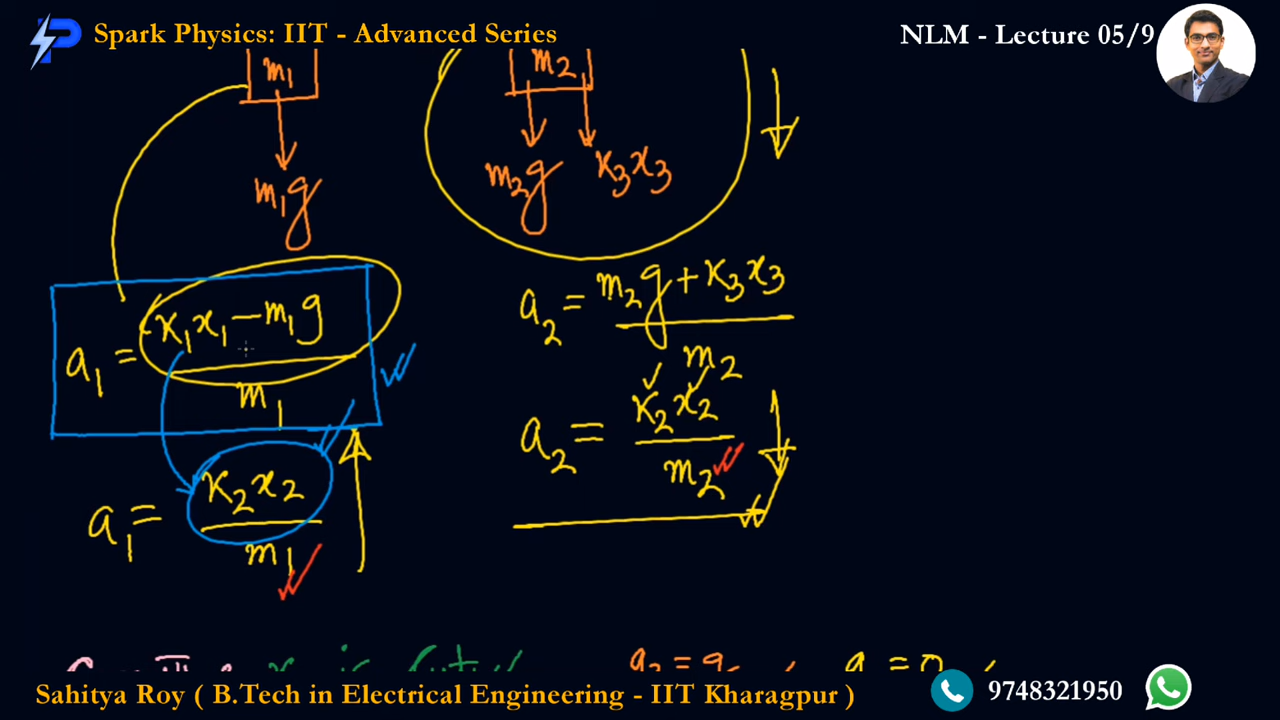 Spark Physics: IIT - Advanced Series
NLM - Lecture 05/9
m₁
m₂
m₁g
m₂g K₃x₃
a₁ = K₁x₁ - m₁g / m₁
a₂ = m₂g + K₃x₃ / m₂
a₁ = K₂x₂ / m₁
a₂ = K₂x₂ / m₂
is
Sahitya Roy ( B.Tech in Electrical Engineering - IIT Kharagpur )
9748321950